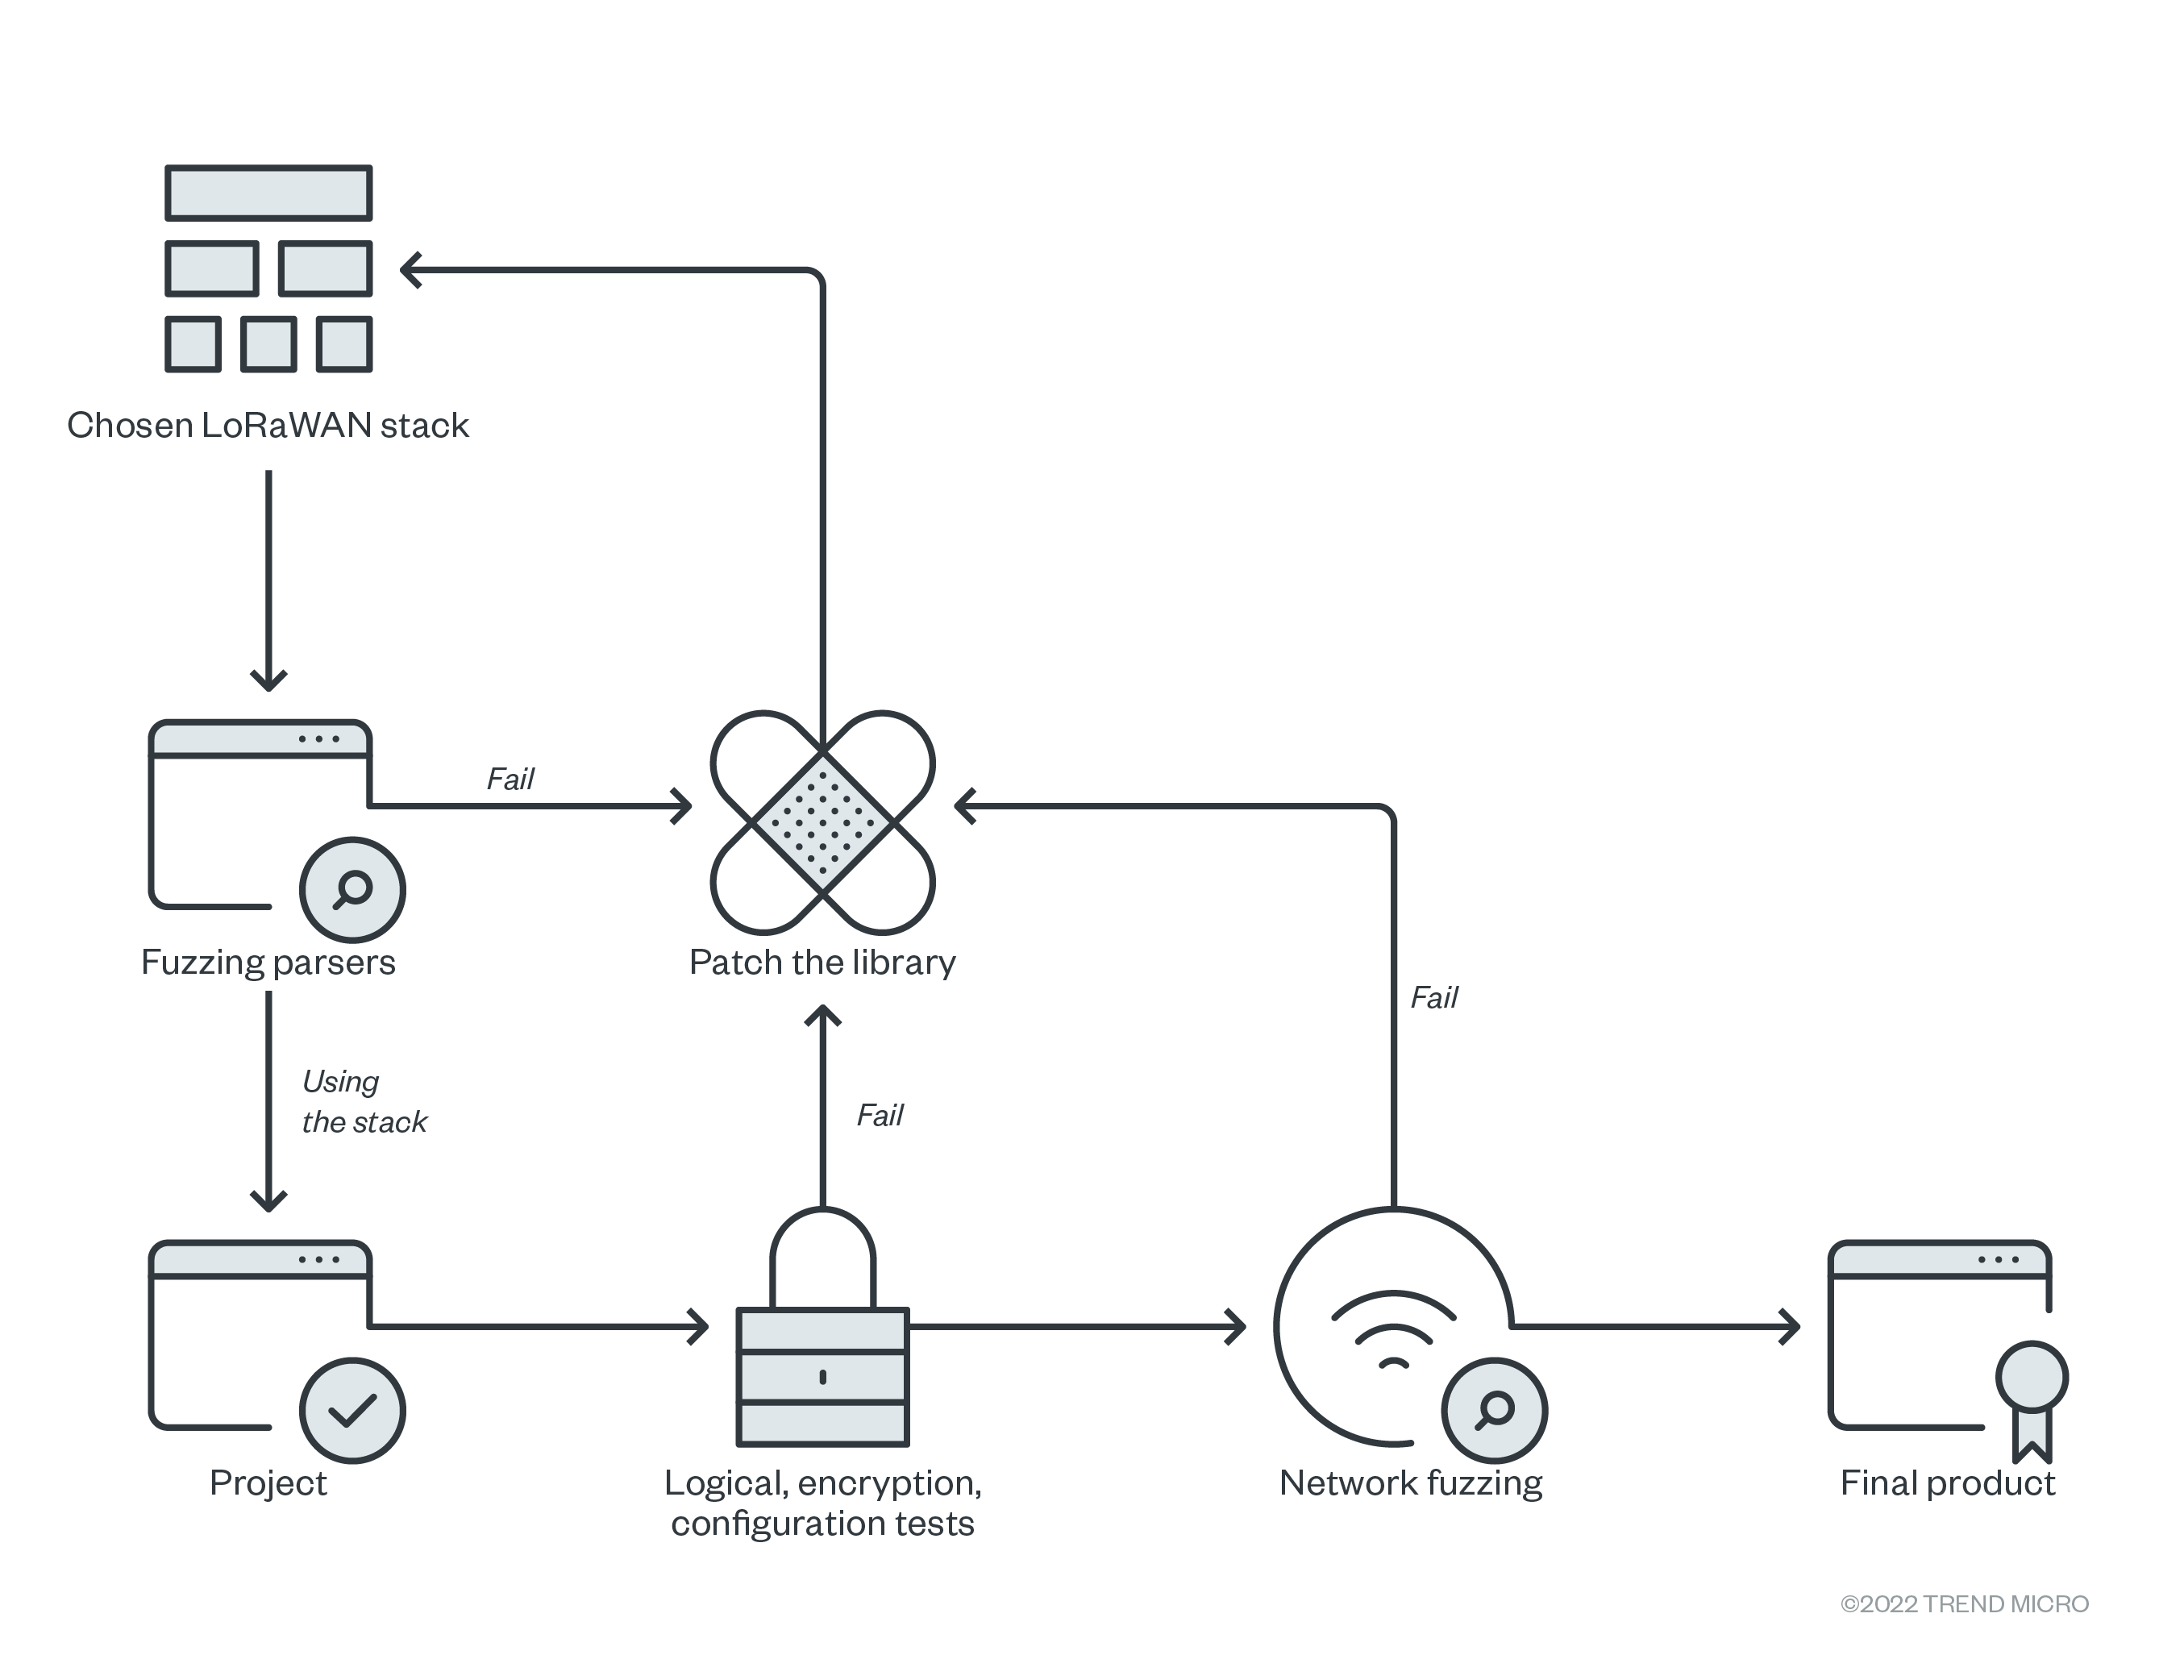 Chosen LoRaWAN stack
Fail
Fuzzing parsers
Patch the library
Fail
Using
the stack
Fail
Project
Logical, encryption,
configuration tests
Network fuzzing
Final product
©2022 TREND MICRO